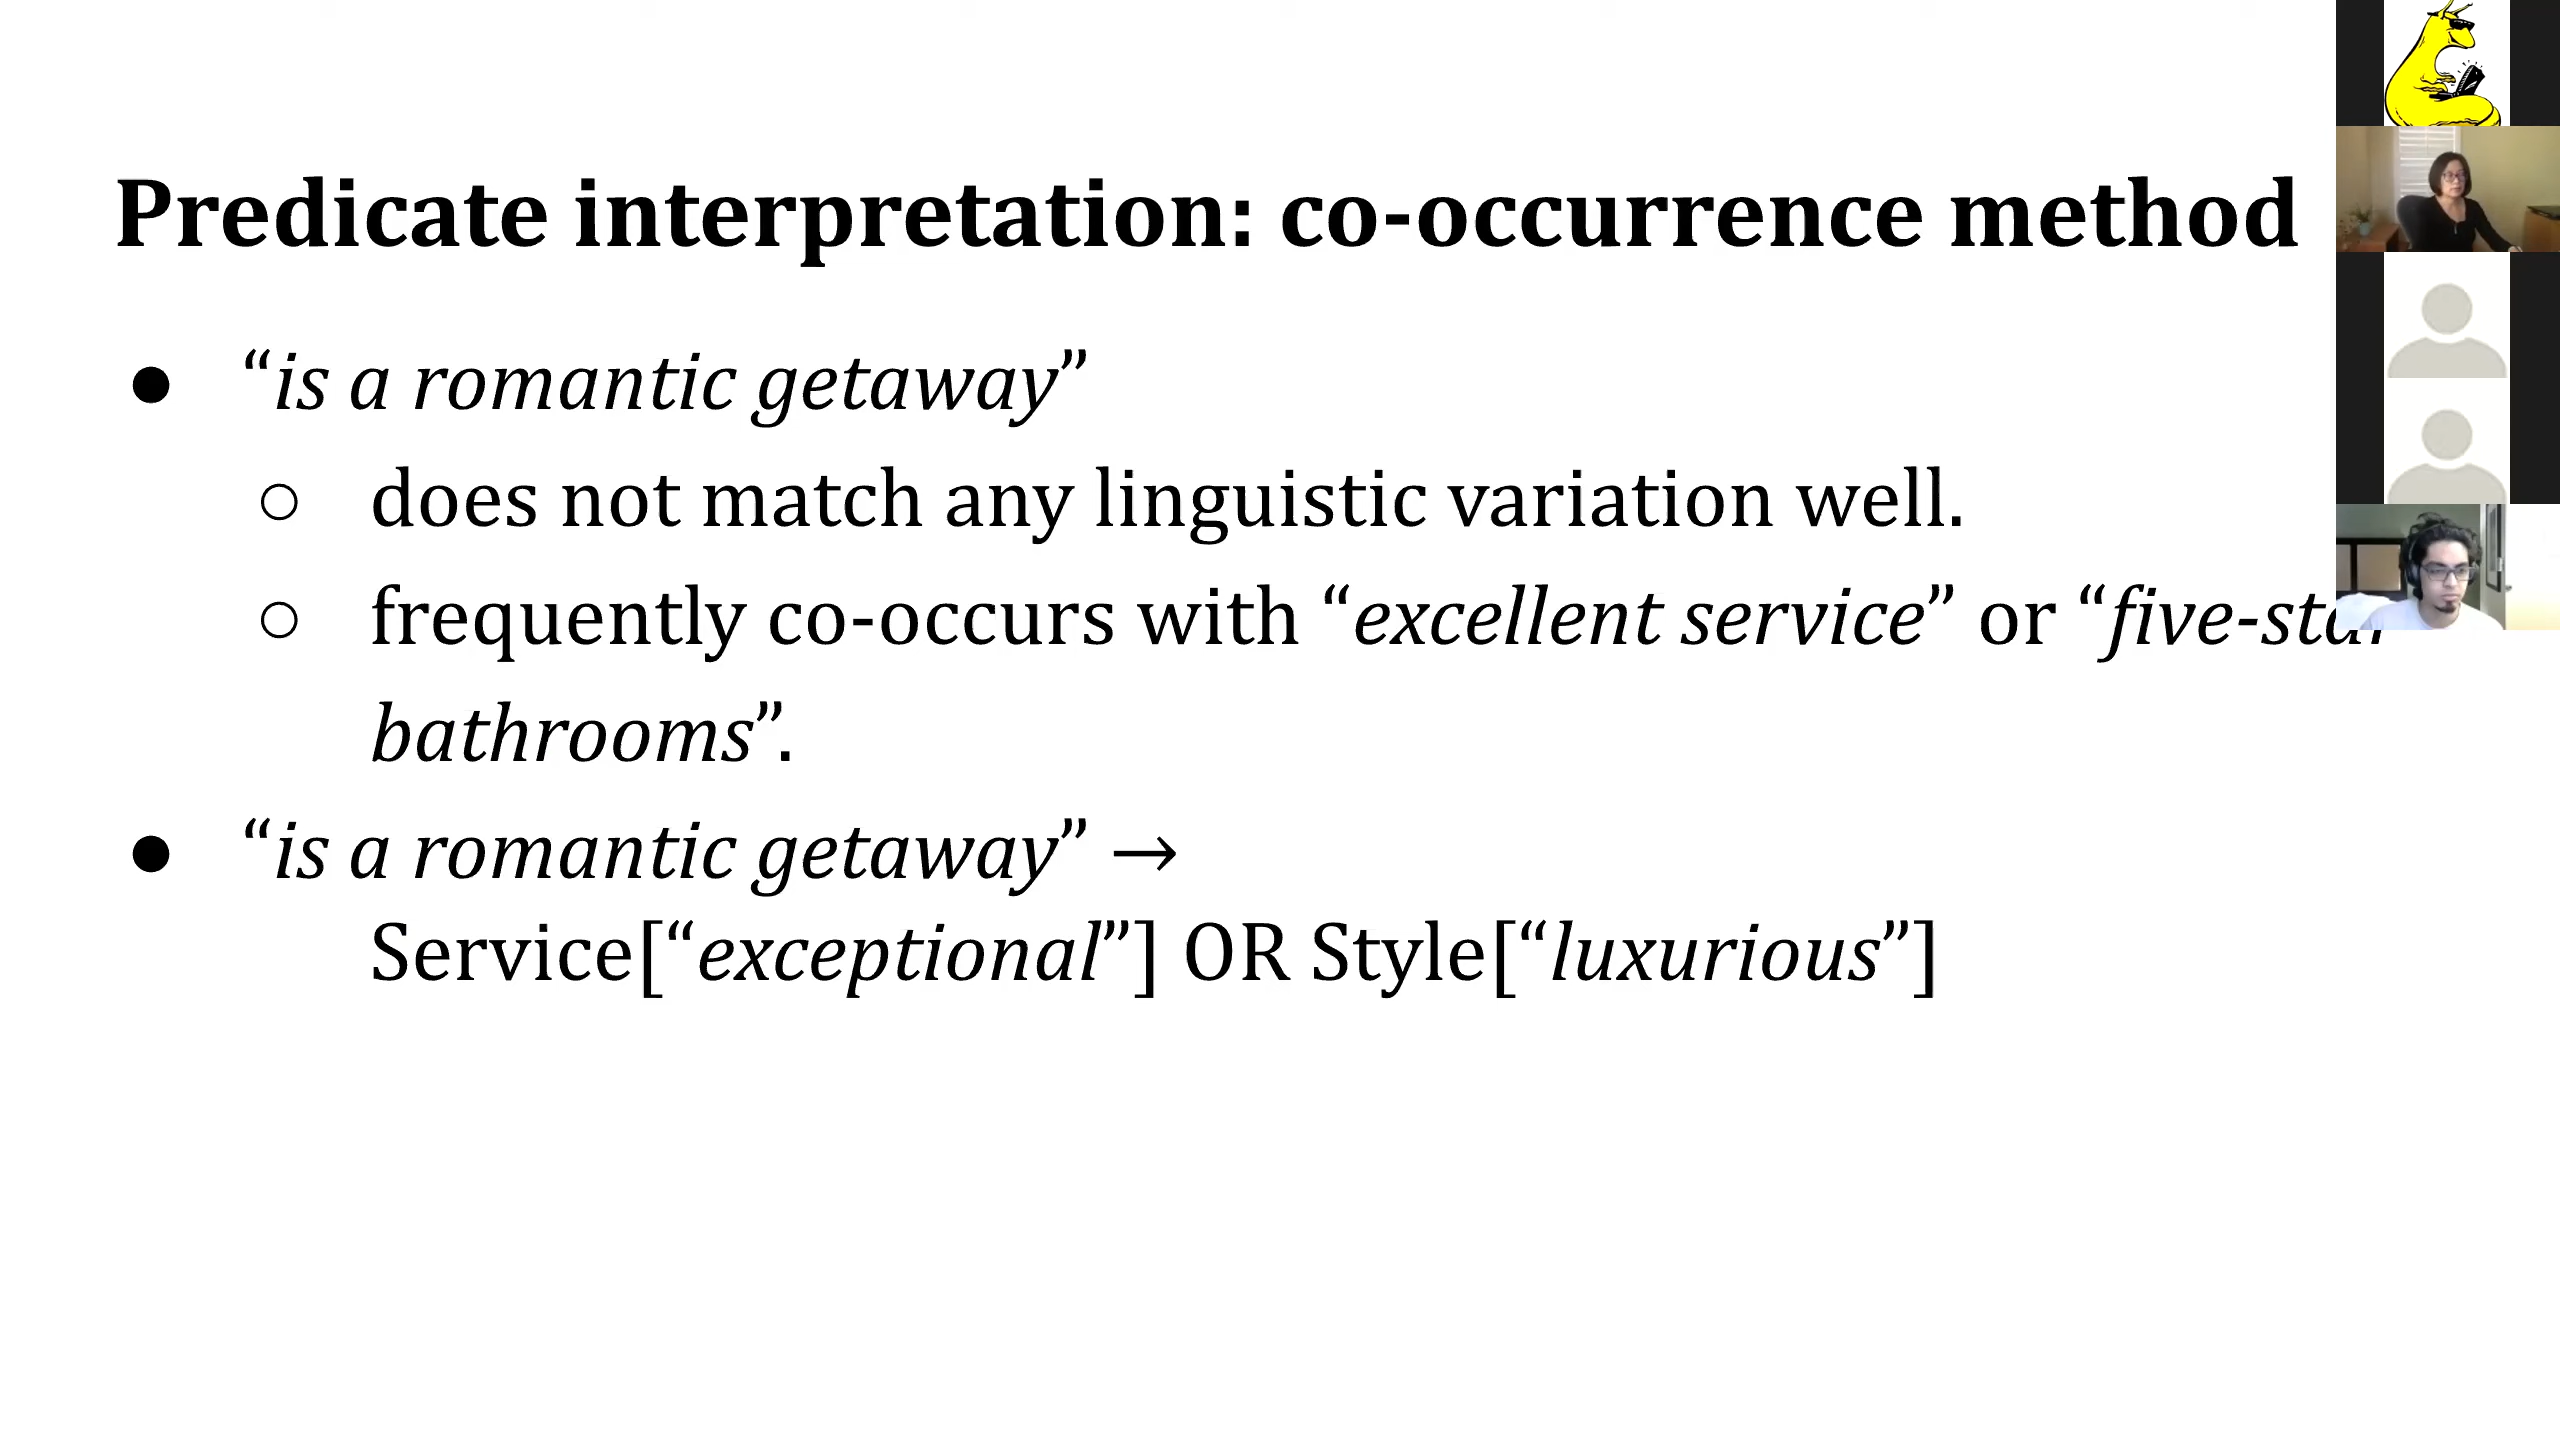 Predicate interpretation: co-occurrence method
● “is a romantic getaway”
○ does not match any linguistic variation well.
○ frequently co-occurs with “excellent service” or “five-star
bathrooms”.
● “is a romantic getaway” →
Service[“exceptional”] OR Style[“luxurious”]